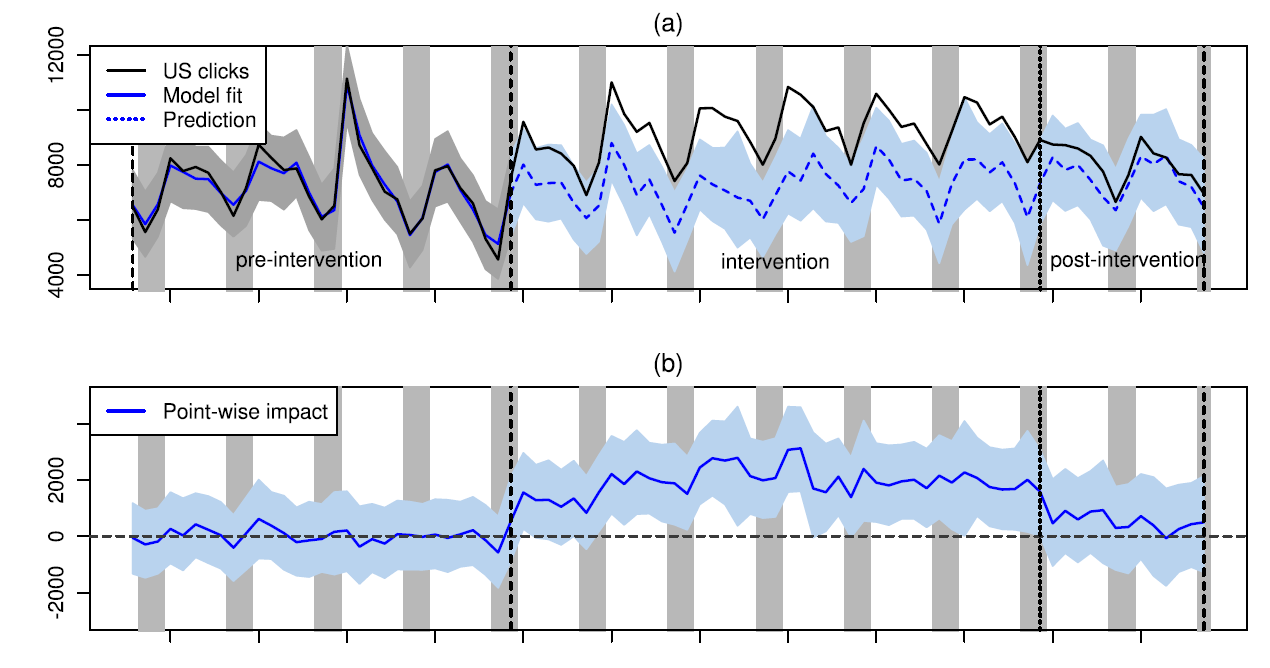 (a)
12000
8000
4000
US clicks
Model fit
Prediction
pre-intervention
intervention
post-intervention
(b)
2000
0
-2000
Point-wise impact